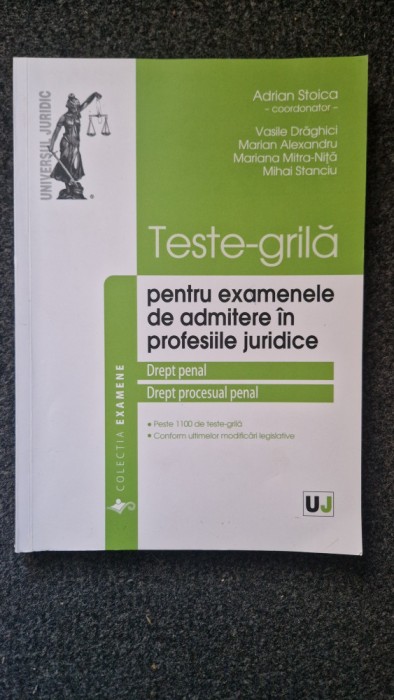 UNIVERSUL JURIDIC
Adrian Stoica
– coordonator –
Vasile Drăghici
Marian Alexandru
Mariana Mitra-Niță
Mihai Stanciu
Teste-grilă
pentru examenele
de admitere în
profesiile juridice
Drept penal
Drept procesual penal
• Peste 1100 de teste-grilă
• Conform ultimelor modificări legislative
COLECȚIA EXAMENE
UJ